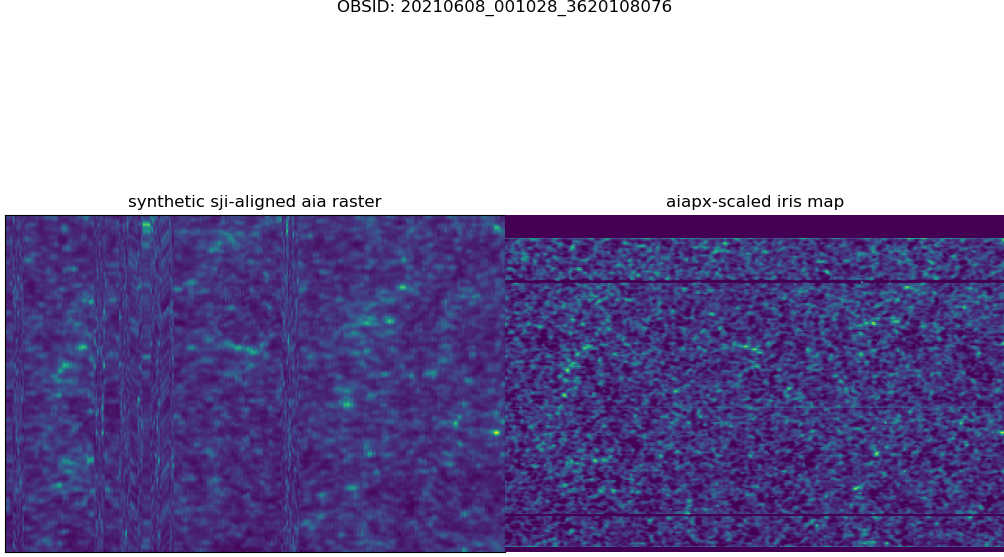 OBSID: 20210608_001028_3620108076
synthetic sji-aligned aia raster
aiapx-scaled iris map